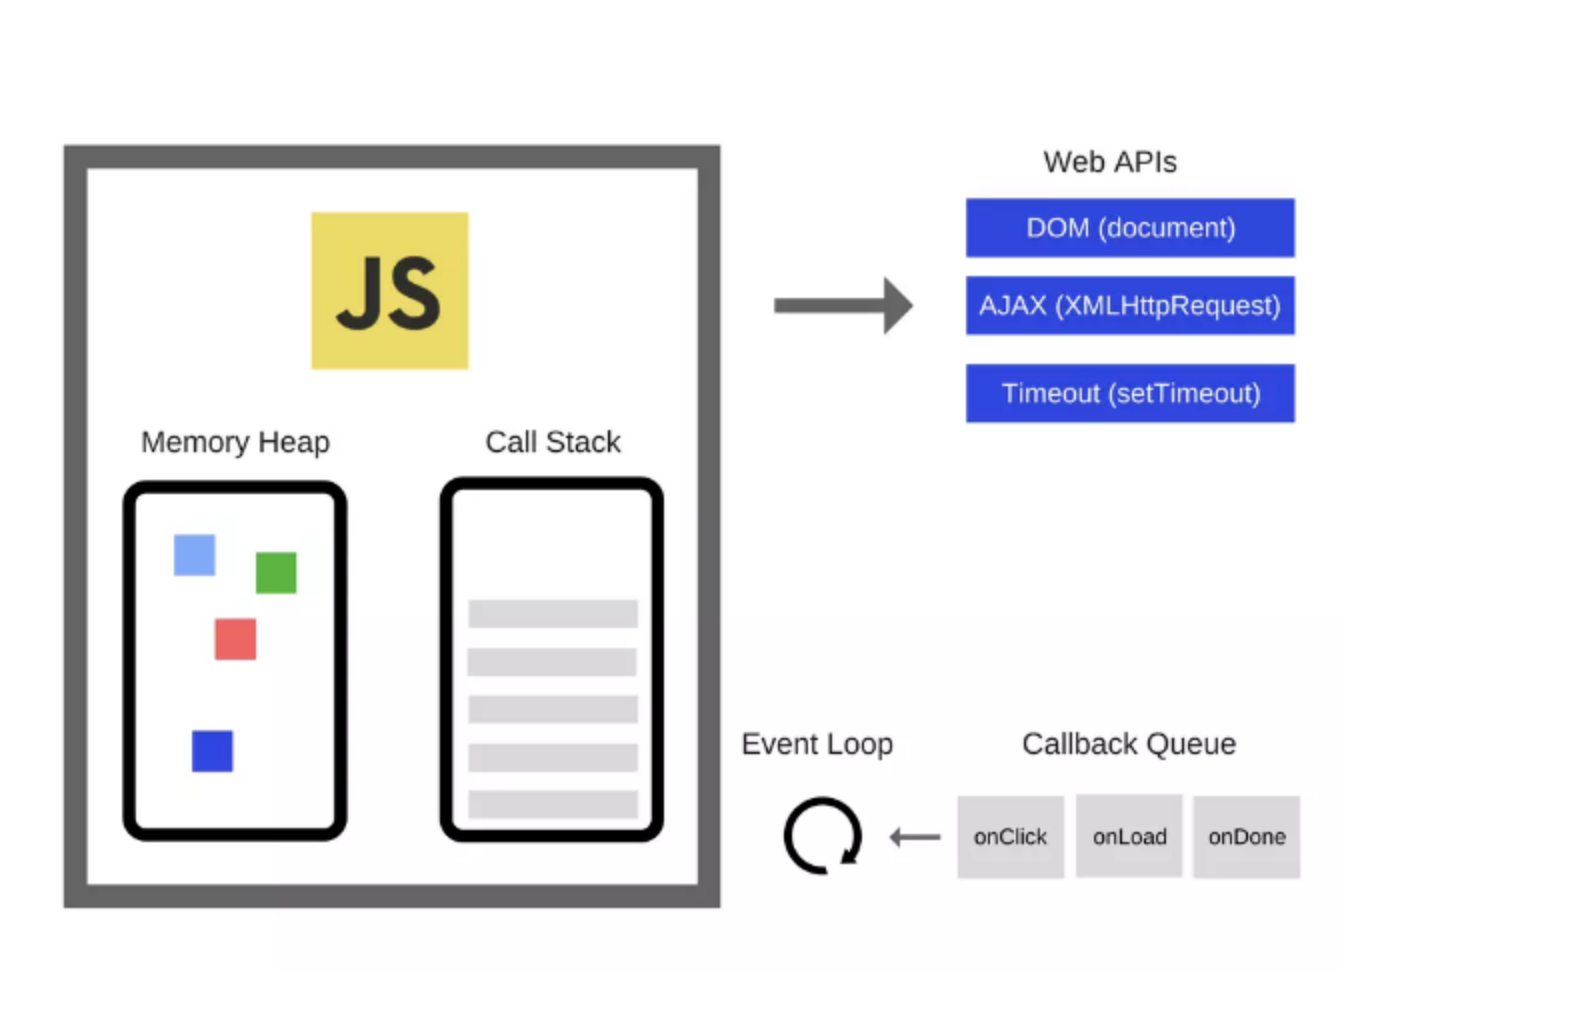 Web APIs
DOM (document)
AJAX (XMLHttpRequest)
Timeout (setTimeout)
JS
Memory Heap
Call Stack
Event Loop
Callback Queue
onClick
onLoad
onDone